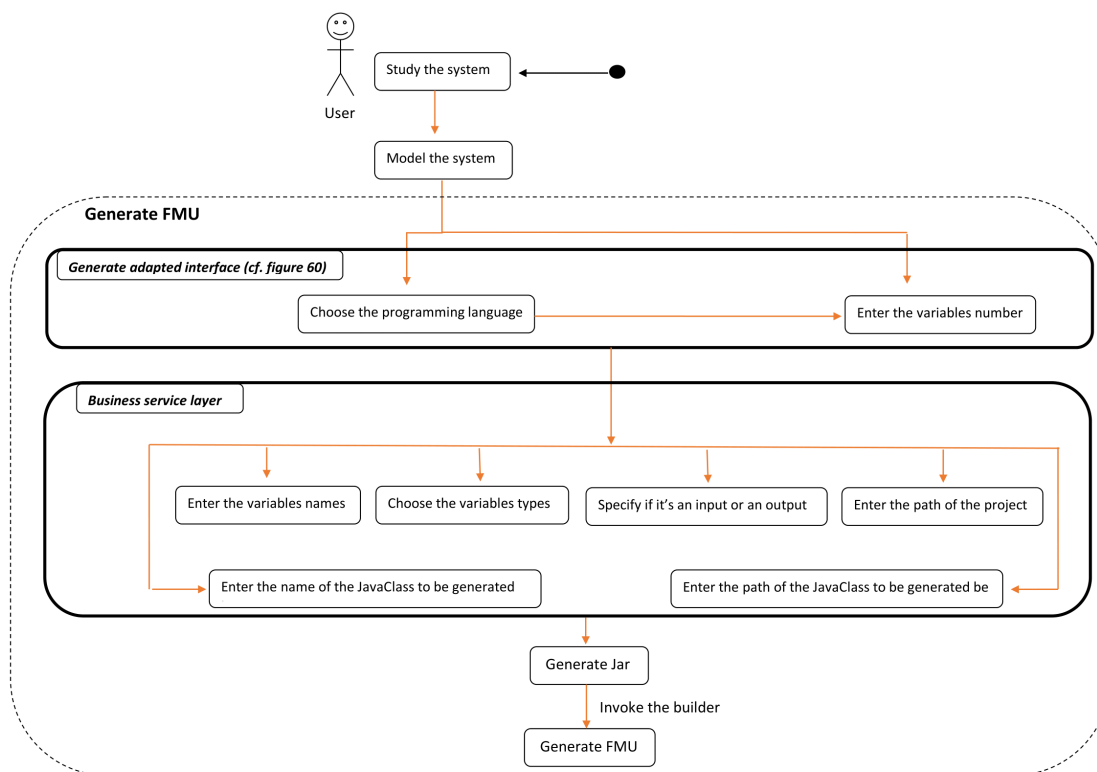 Study the system
User
Model the system
Generate FMU
Generate adapted interface (cf. figure 60)
Choose the programming language
Enter the variables number
Business service layer
Enter the variables names
Choose the variables types
Specify if it's an input or an output
Enter the path of the project
Enter the name of the JavaClass to be generated
Enter the path of the JavaClass to be generated be
Generate Jar
Invoke the builder
Generate FMU